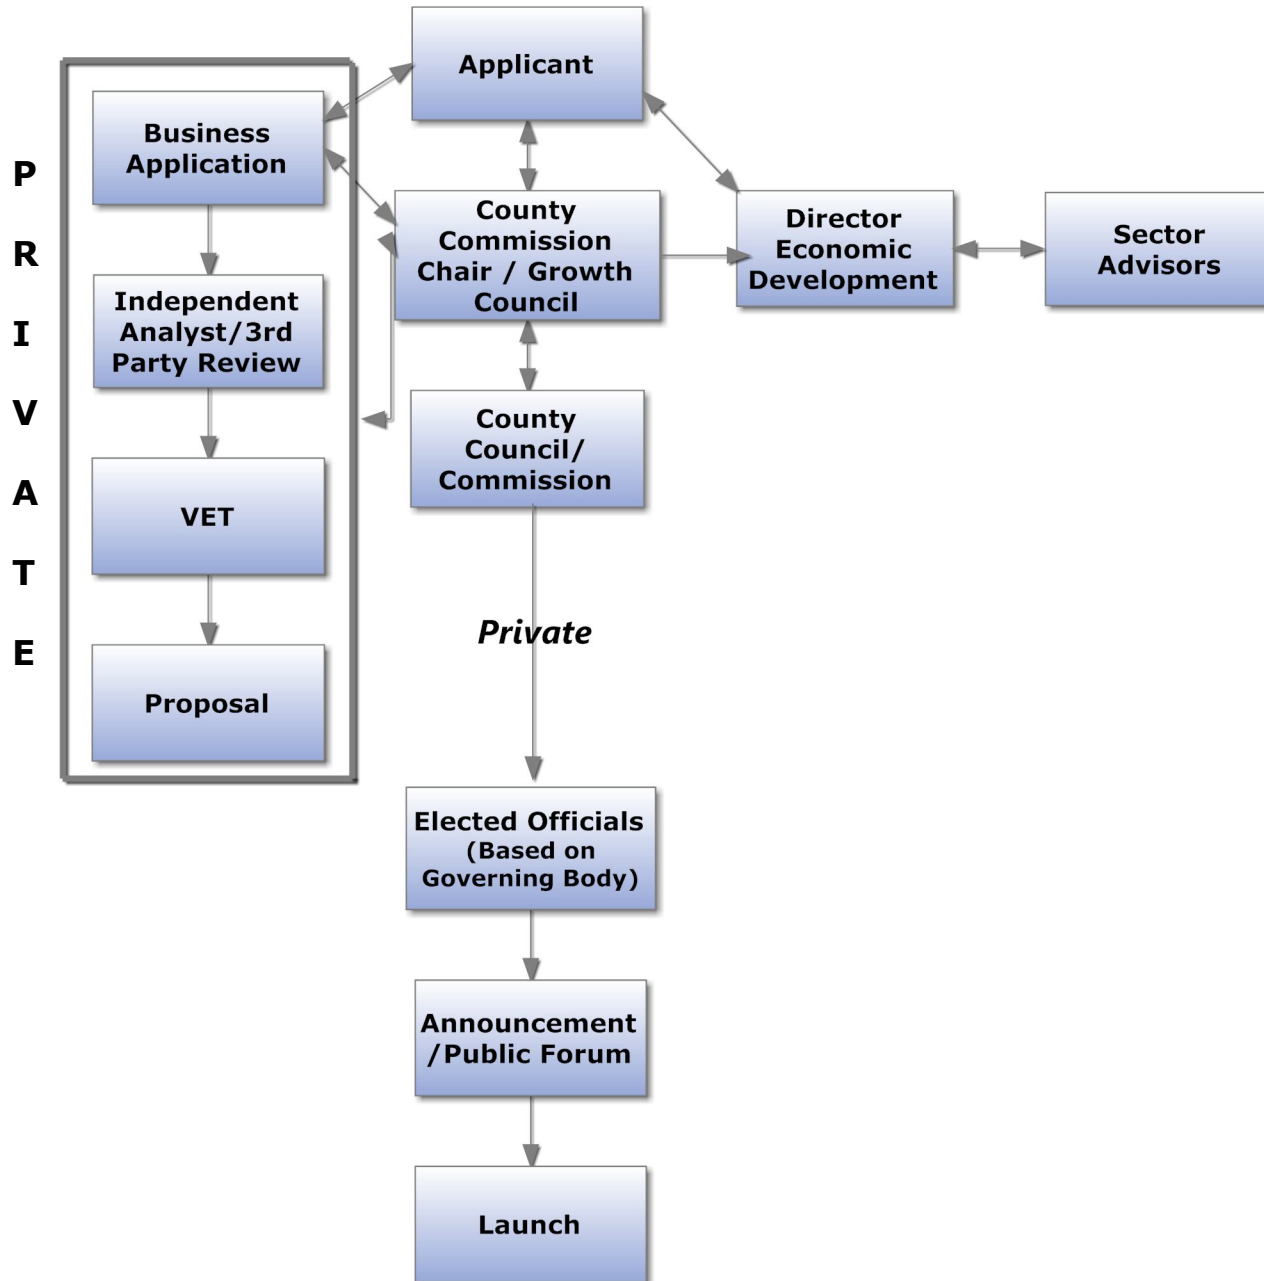 Applicant
Business
Application
P
R
I
V
A
T
E
County
Commission
Chair / Growth
Council
Director
Economic
Development
Sector
Advisors
Independent
Analyst/3rd
Party Review
County
Council/
Commission
VET
Private
Proposal
Elected Officials
(Based on
Governing Body)
Announcement
/Public Forum
Launch